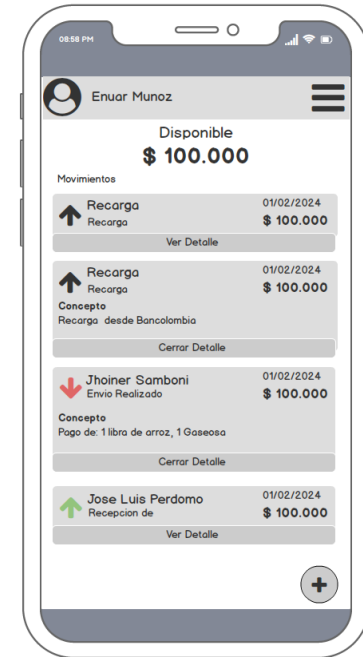 08:58 PM
Enuar Munoz
Disponible
$ 100.000
Movimientos
Recarga 01/02/2024
Recarga $ 100.000
Ver Detalle
Recarga 01/02/2024
Recarga $ 100.000
Concepto
Recarga desde Bancolombia
Cerrar Detalle
Jhoiner Samboni 01/02/2024
Envio Realizado $ 100.000
Concepto
Pago de: 1 libra de arroz, 1 Gaseosa
Cerrar Detalle
Jose Luis Perdomo 01/02/2024
Recepcion de $ 100.000
Ver Detalle